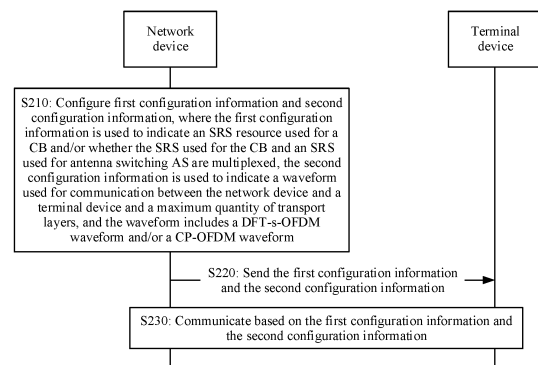 Network
device
Terminal
device
S210: Configure first configuration information and second
configuration information, where the first configuration
information is used to indicate an SRS resource used for a
CB and/or whether the SRS used for the CB and an SRS
used for antenna switching AS are multiplexed, the second
configuration information is used to indicate a waveform
used for communication between the network device and a
terminal device and a maximum quantity of transport
layers, and the waveform includes a DFT-s-OFDM
waveform and/or a CP-OFDM waveform
S220: Send the first configuration information
and the second configuration information
S230: Communicate based on the first configuration information and
the second configuration information